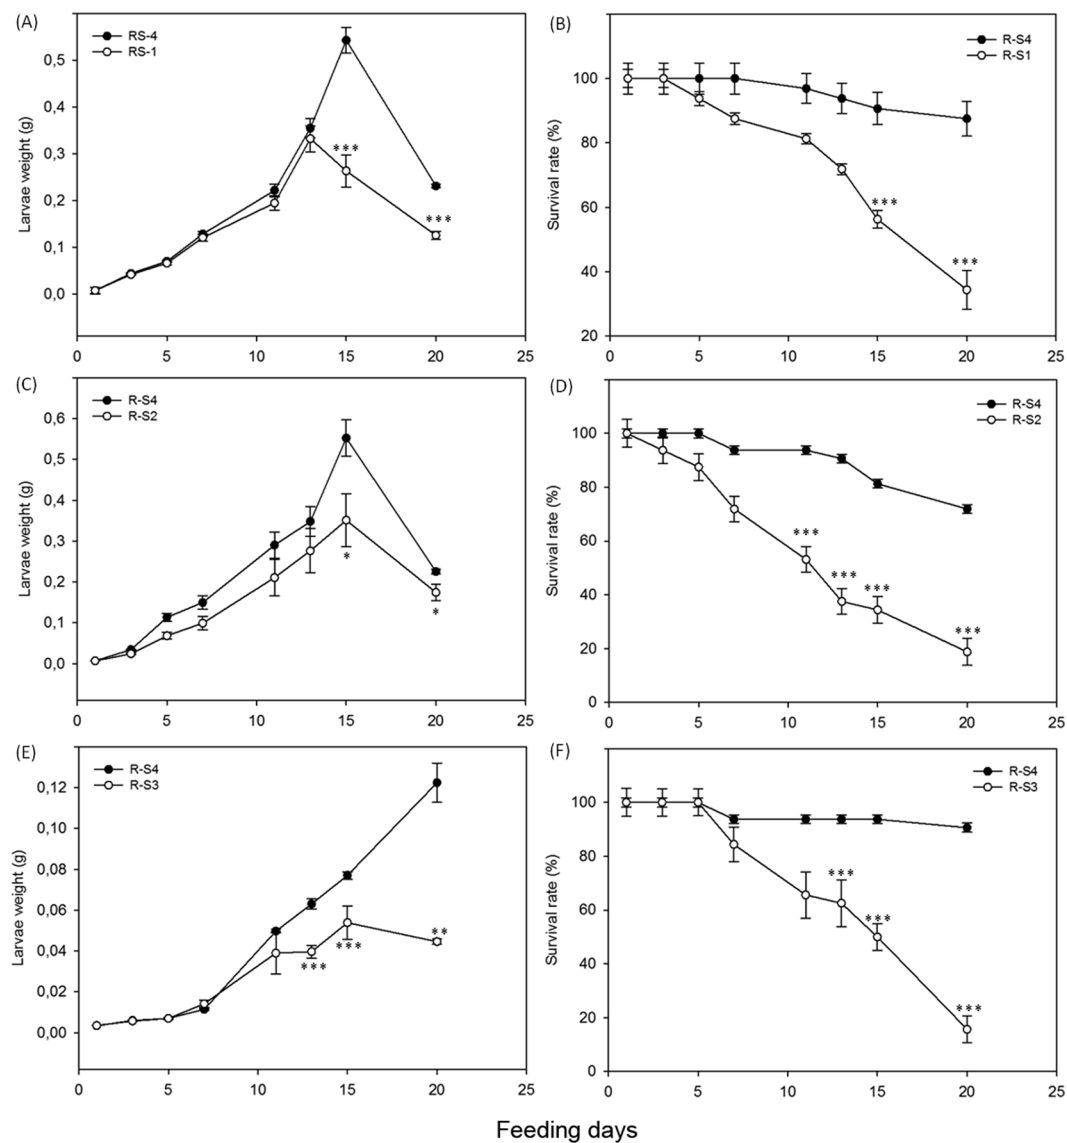 (A)
RS-4
RS-1
Larvae weight (g)
0,5
0,4
0,3
0,2
0,1
0,0
***
***
0 5 10 15 20 25
(B)
R-S4
R-S1
Survival rate (%)
100
80
60
40
20
***
***
0 5 10 15 20 25
(C)
R-S4
R-S2
Larvae weight (g)
0,6
0,5
0,4
0,3
0,2
0,1
0,0
*
*
0 5 10 15 20 25
(D)
R-S4
R-S2
Survival rate (%)
100
80
60
40
20
0
***
***
***
***
0 5 10 15 20 25
(E)
R-S4
R-S3
Larvae weight (g)
0,12
0,10
0,08
0,06
0,04
0,02
0,00
***
***
**
0 5 10 15 20 25
(F)
R-S4
R-S3
Survival rate (%)
100
80
60
40
20
0
***
***
***
0 5 10 15 20 25
Feeding days